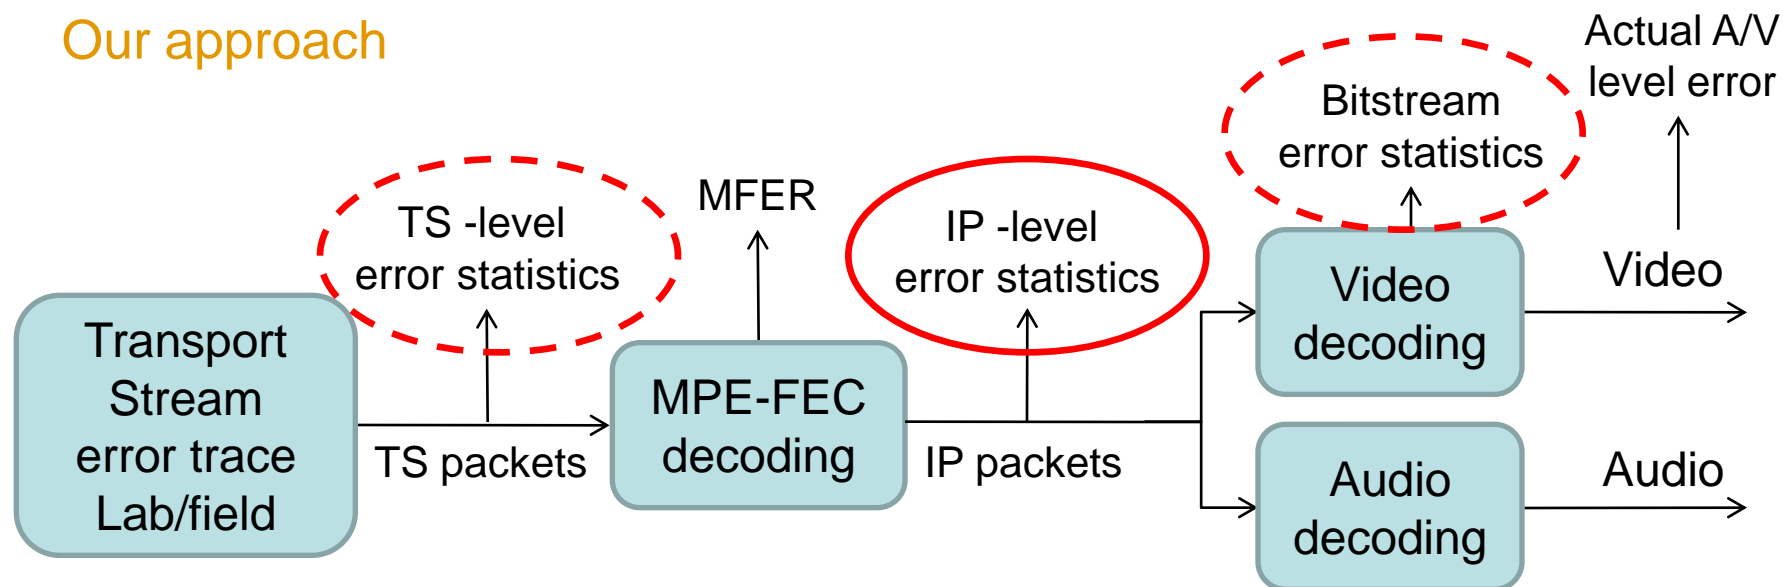 Our approach
Actual A/V
level error
Bitstream
error statistics
TS -level
error statistics
MFER
IP -level
error statistics
Transport
Stream
error trace
Lab/field
TS packets
MPE-FEC
decoding
IP packets
Video
decoding
Video
Audio
decoding
Audio